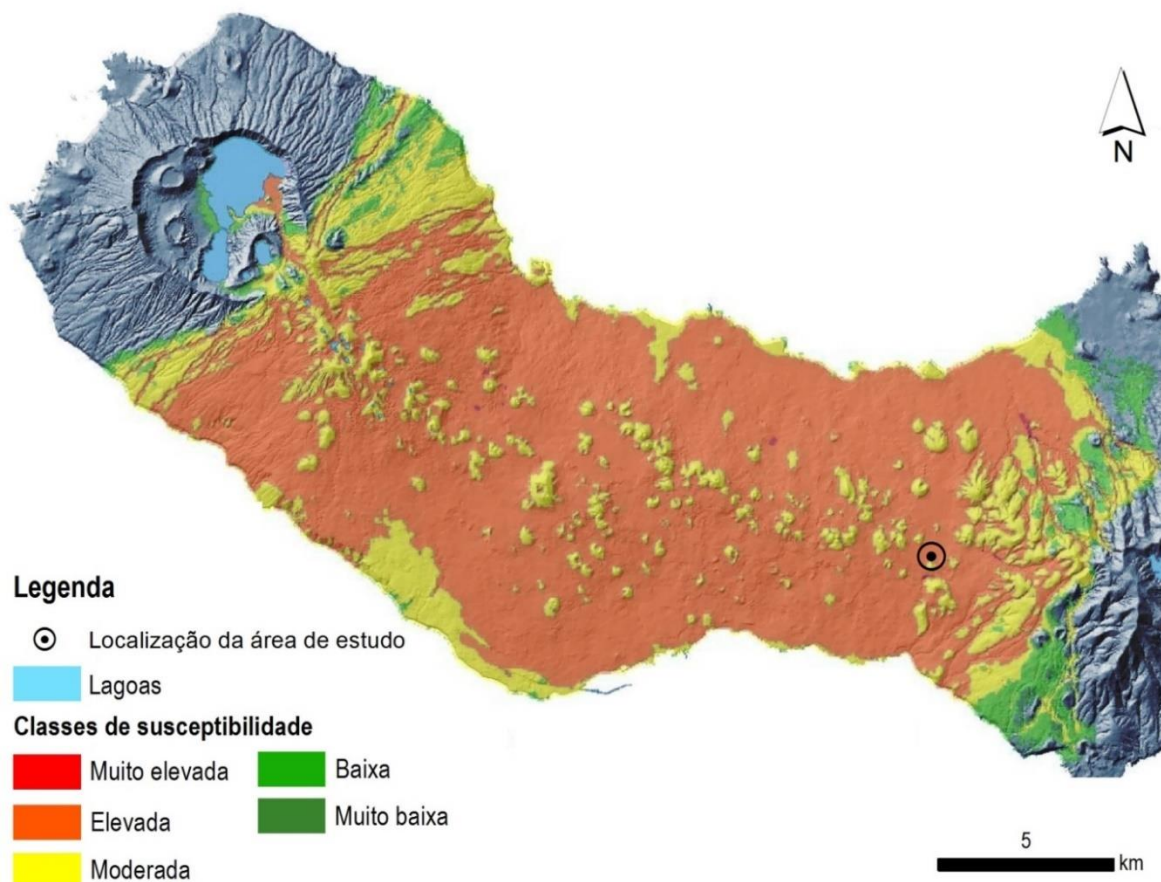 N
Legenda
Localização da área de estudo
Lagoas
Classes de susceptibilidade
Muito elevada
Baixa
Elevada
Muito baixa
Moderada
5
km